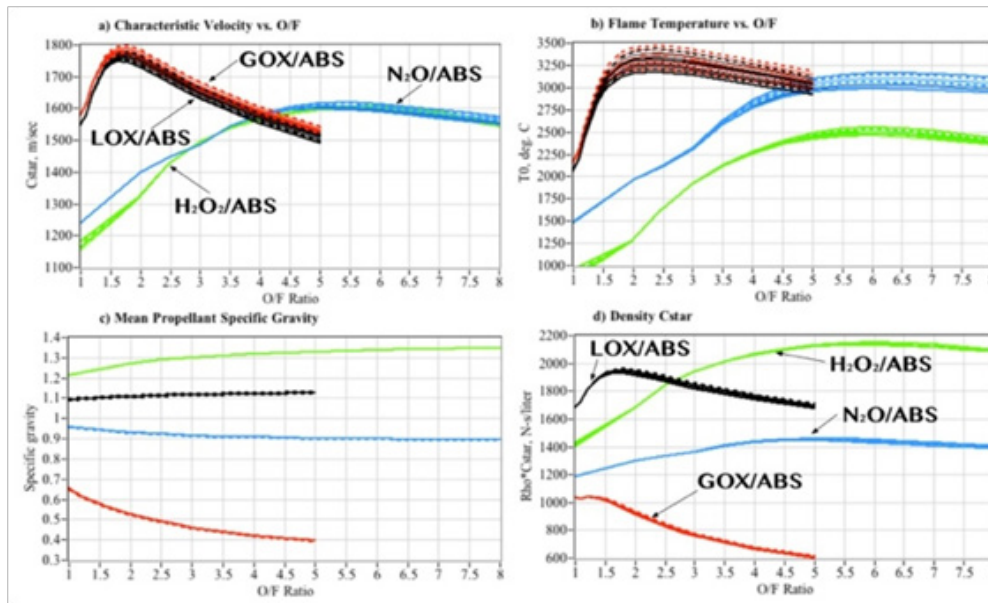 a) Characteristic Velocity vs. O/F
1800
1700
1600
1500
1400
1300
1200
1100
Cstar, m/sec
GOX/ABS
N₂O/ABS
LOX/ABS
H₂O₂/ABS
1 1.5 2 2.5 3 3.5 4 4.5 5 5.5 6 6.5 7 7.5 8
O/F Ratio
b) Flame Temperature vs. O/F
3500
3250
3000
2750
2500
2250
2000
1750
1500
1250
1000
T0, deg. C
1 1.5 2 2.5 3 3.5 4 4.5 5 5.5 6 6.5 7 7.5 8
O/F Ratio
c) Mean Propellant Specific Gravity
1.4
1.3
1.2
1.1
1
0.9
0.8
0.7
0.6
0.5
0.4
0.3
Specific gravity
1 1.5 2 2.5 3 3.5 4 4.5 5 5.5 6 6.5 7 7.5 8
O/F Ratio
d) Density Cstar
2200
2000
1800
1600
1400
1200
1000
800
600
Rho*Cstar, N-s/liter
LOX/ABS
H₂O₂/ABS
N₂O/ABS
GOX/ABS
1 1.5 2 2.5 3 3.5 4 4.5 5 5.5 6 6.5 7 7.5 8
O/F Ratio